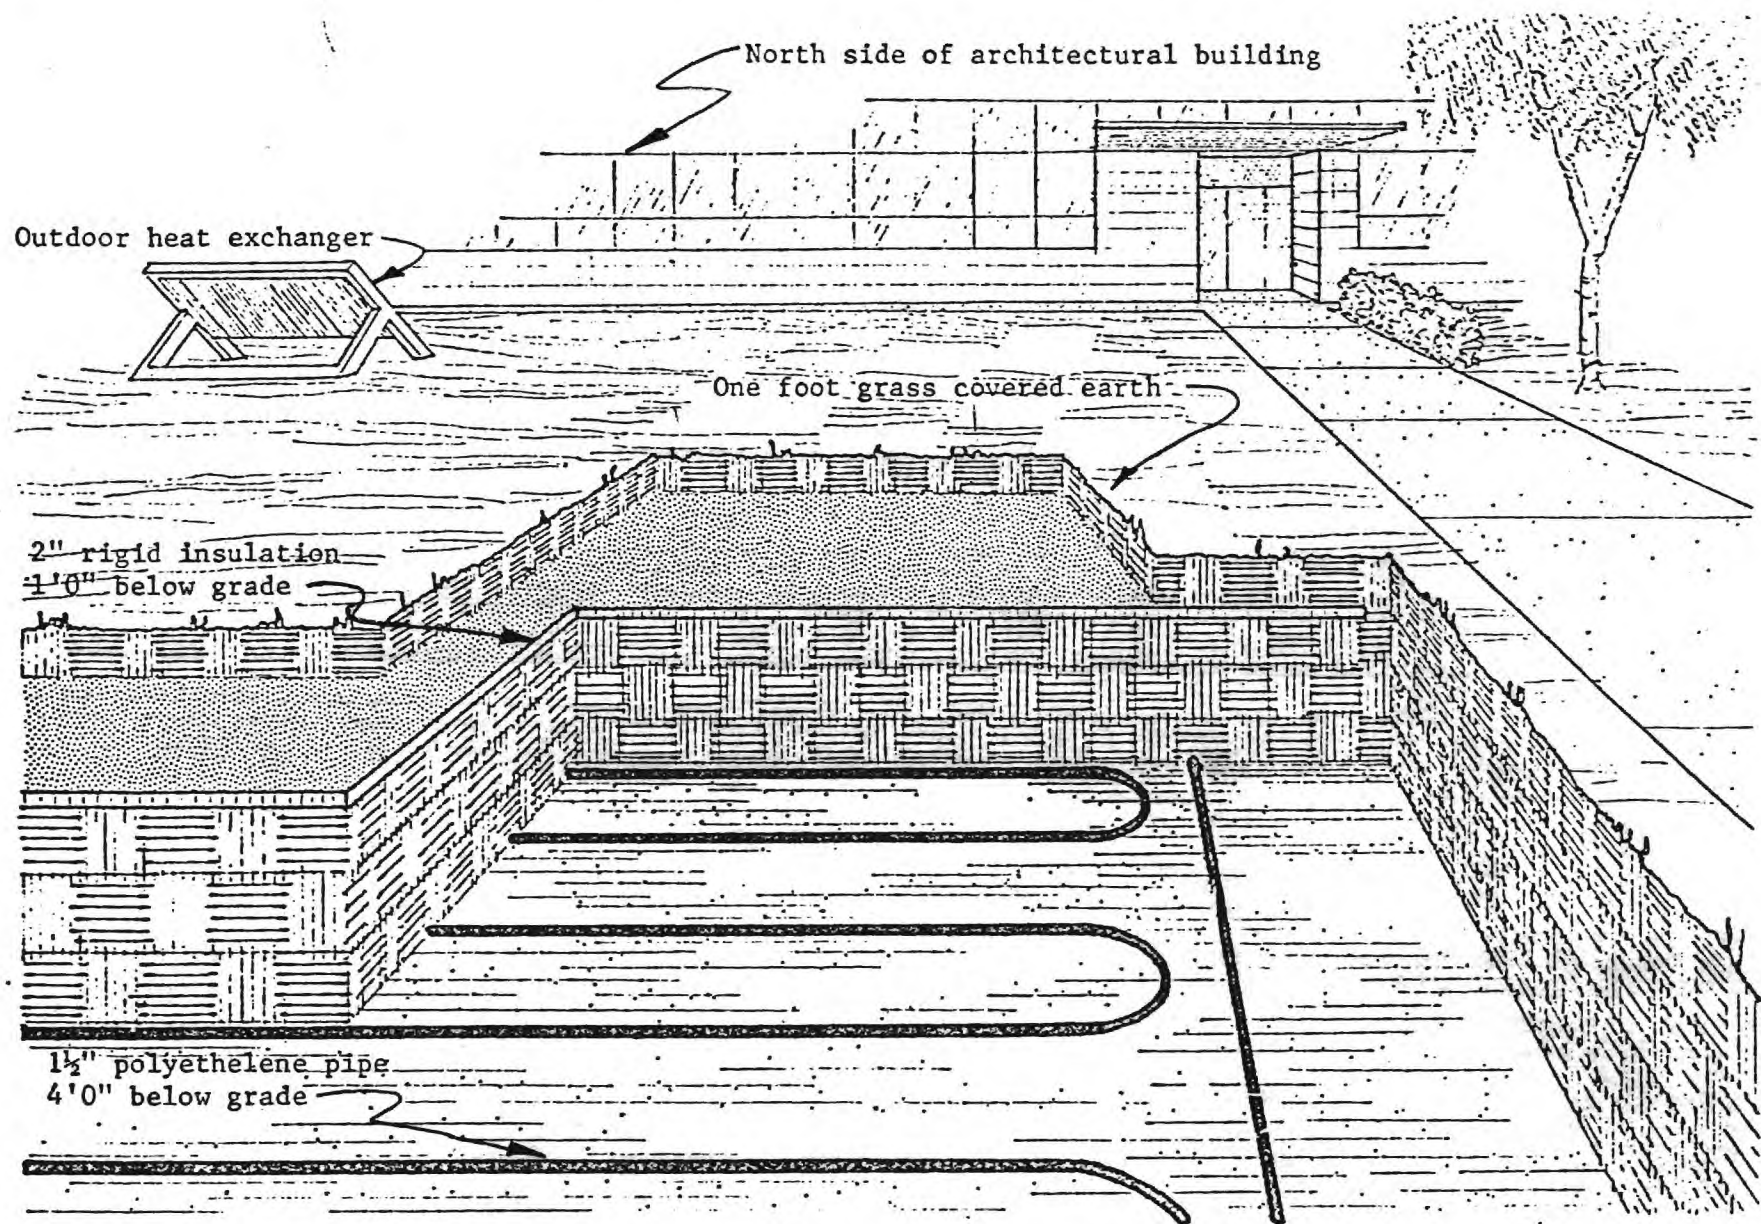 North side of architectural building
Outdoor heat exchanger
One foot grass covered earth
2" rigid insulation
1'0" below grade
1½" polyethelene pipe
4'0" below grade